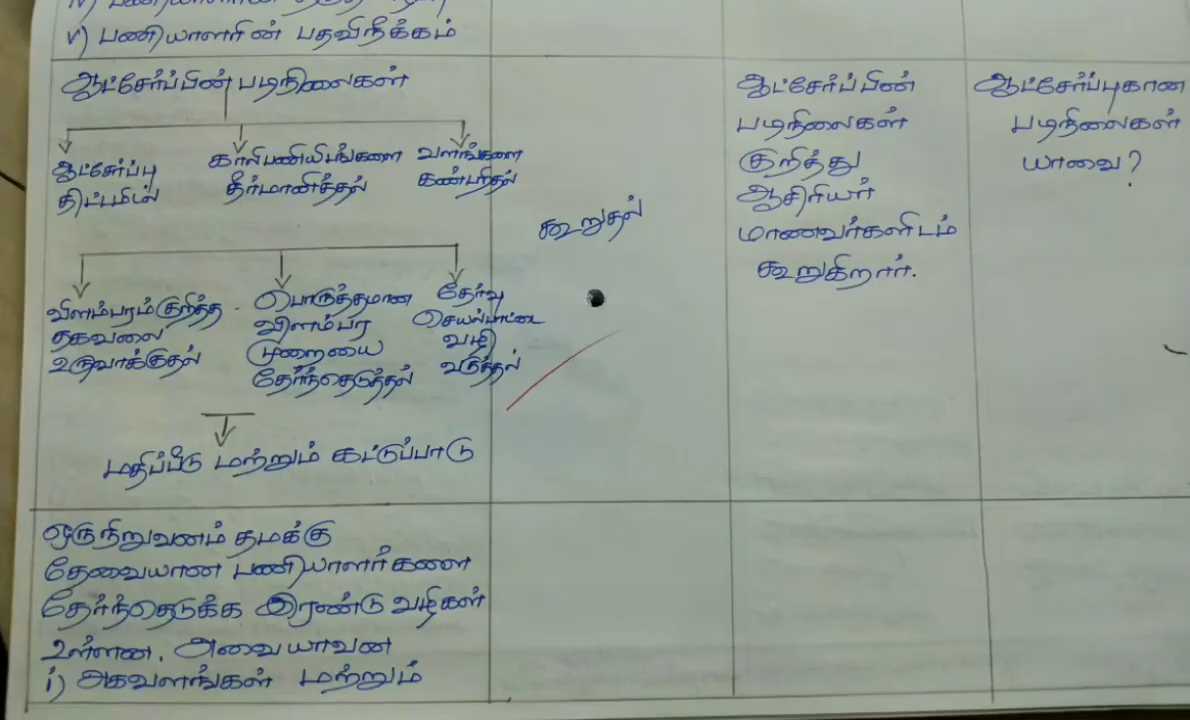 v) பணியாளரின் பதவிநீக்கம்
ஆட்சேர்ப்பின் படிநிலைகள்
ஆட்சேர்ப்பு திட்டமிடல்
காலிபணியிடங்களை தீர்மானித்தல்
வளங்களை கண்டறிதல்
விளம்பரம்குறித்த தகவலை உருவாக்குதல்
பொருத்தமான விளம்பர முறையை தேர்ந்தெடுத்தல்
தேர்வு செயல்பாட்டை வழி நடத்தல்
மதிப்பீடு மற்றும் கட்டுப்பாடு
கூறுதல்
ஆட்சேர்ப்பின்
படிநிலைகள்
குறித்து
ஆசிரியர்
மாணவர்களிடம்
கூறுகிறார்.
ஆட்சேர்ப்புகான
படிநிலைகள்
யாவை?
ஒருநிறுவனம் தமக்கு
தேவையான பணியாளர்களை
தேர்ந்தெடுக்க இரண்டு வழிகள்
உள்ளன. அவையாவன
i) அகவளங்கள் மற்றும்